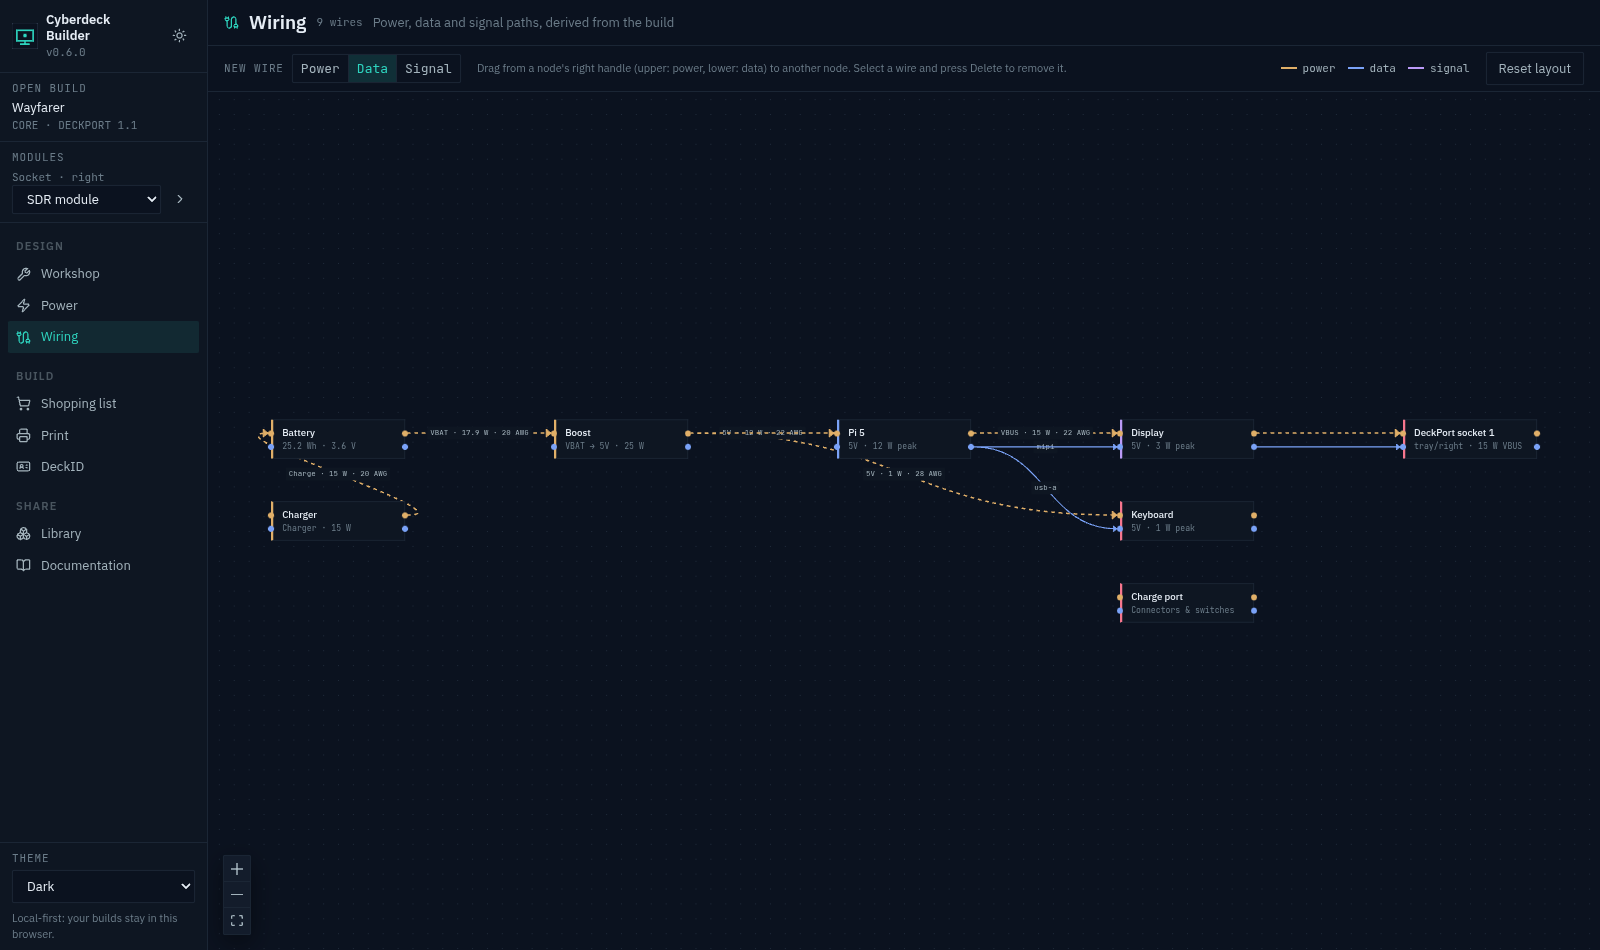 Cyberdeck
Builder
v0.6.0
OPEN BUILD
Wayfarer
CORE · DECKPORT 1.1
MODULES
Socket · right
SDR module
DESIGN
Workshop
Power
Wiring
BUILD
Shopping list
Print
DeckID
SHARE
Library
Documentation
THEME
Dark
Local-first: your builds stay in this
browser.
Wiring 9 wires Power, data and signal paths, derived from the build
NEW WIRE Power Data Signal Drag from a node's right handle (upper: power, lower: data) to another node. Select a wire and press Delete to remove it.
power data signal Reset layout
Battery
25.2 Wh · 3.6 V
VBAT · 17.9 W · 20 AWG
Boost
VBAT → 5V · 25 W
5V · 12 W · 22 AWG
Pi 5
5V · 12 W peak
VBUS · 15 W · 22 AWG
mipi
Display
5V · 3 W peak
DeckPort socket 1
tray/right · 15 W VBUS
Charge · 15 W · 20 AWG
5V · 1 W · 28 AWG
usb-a
Charger
Charger · 15 W
Keyboard
5V · 1 W peak
Charge port
Connectors & switches